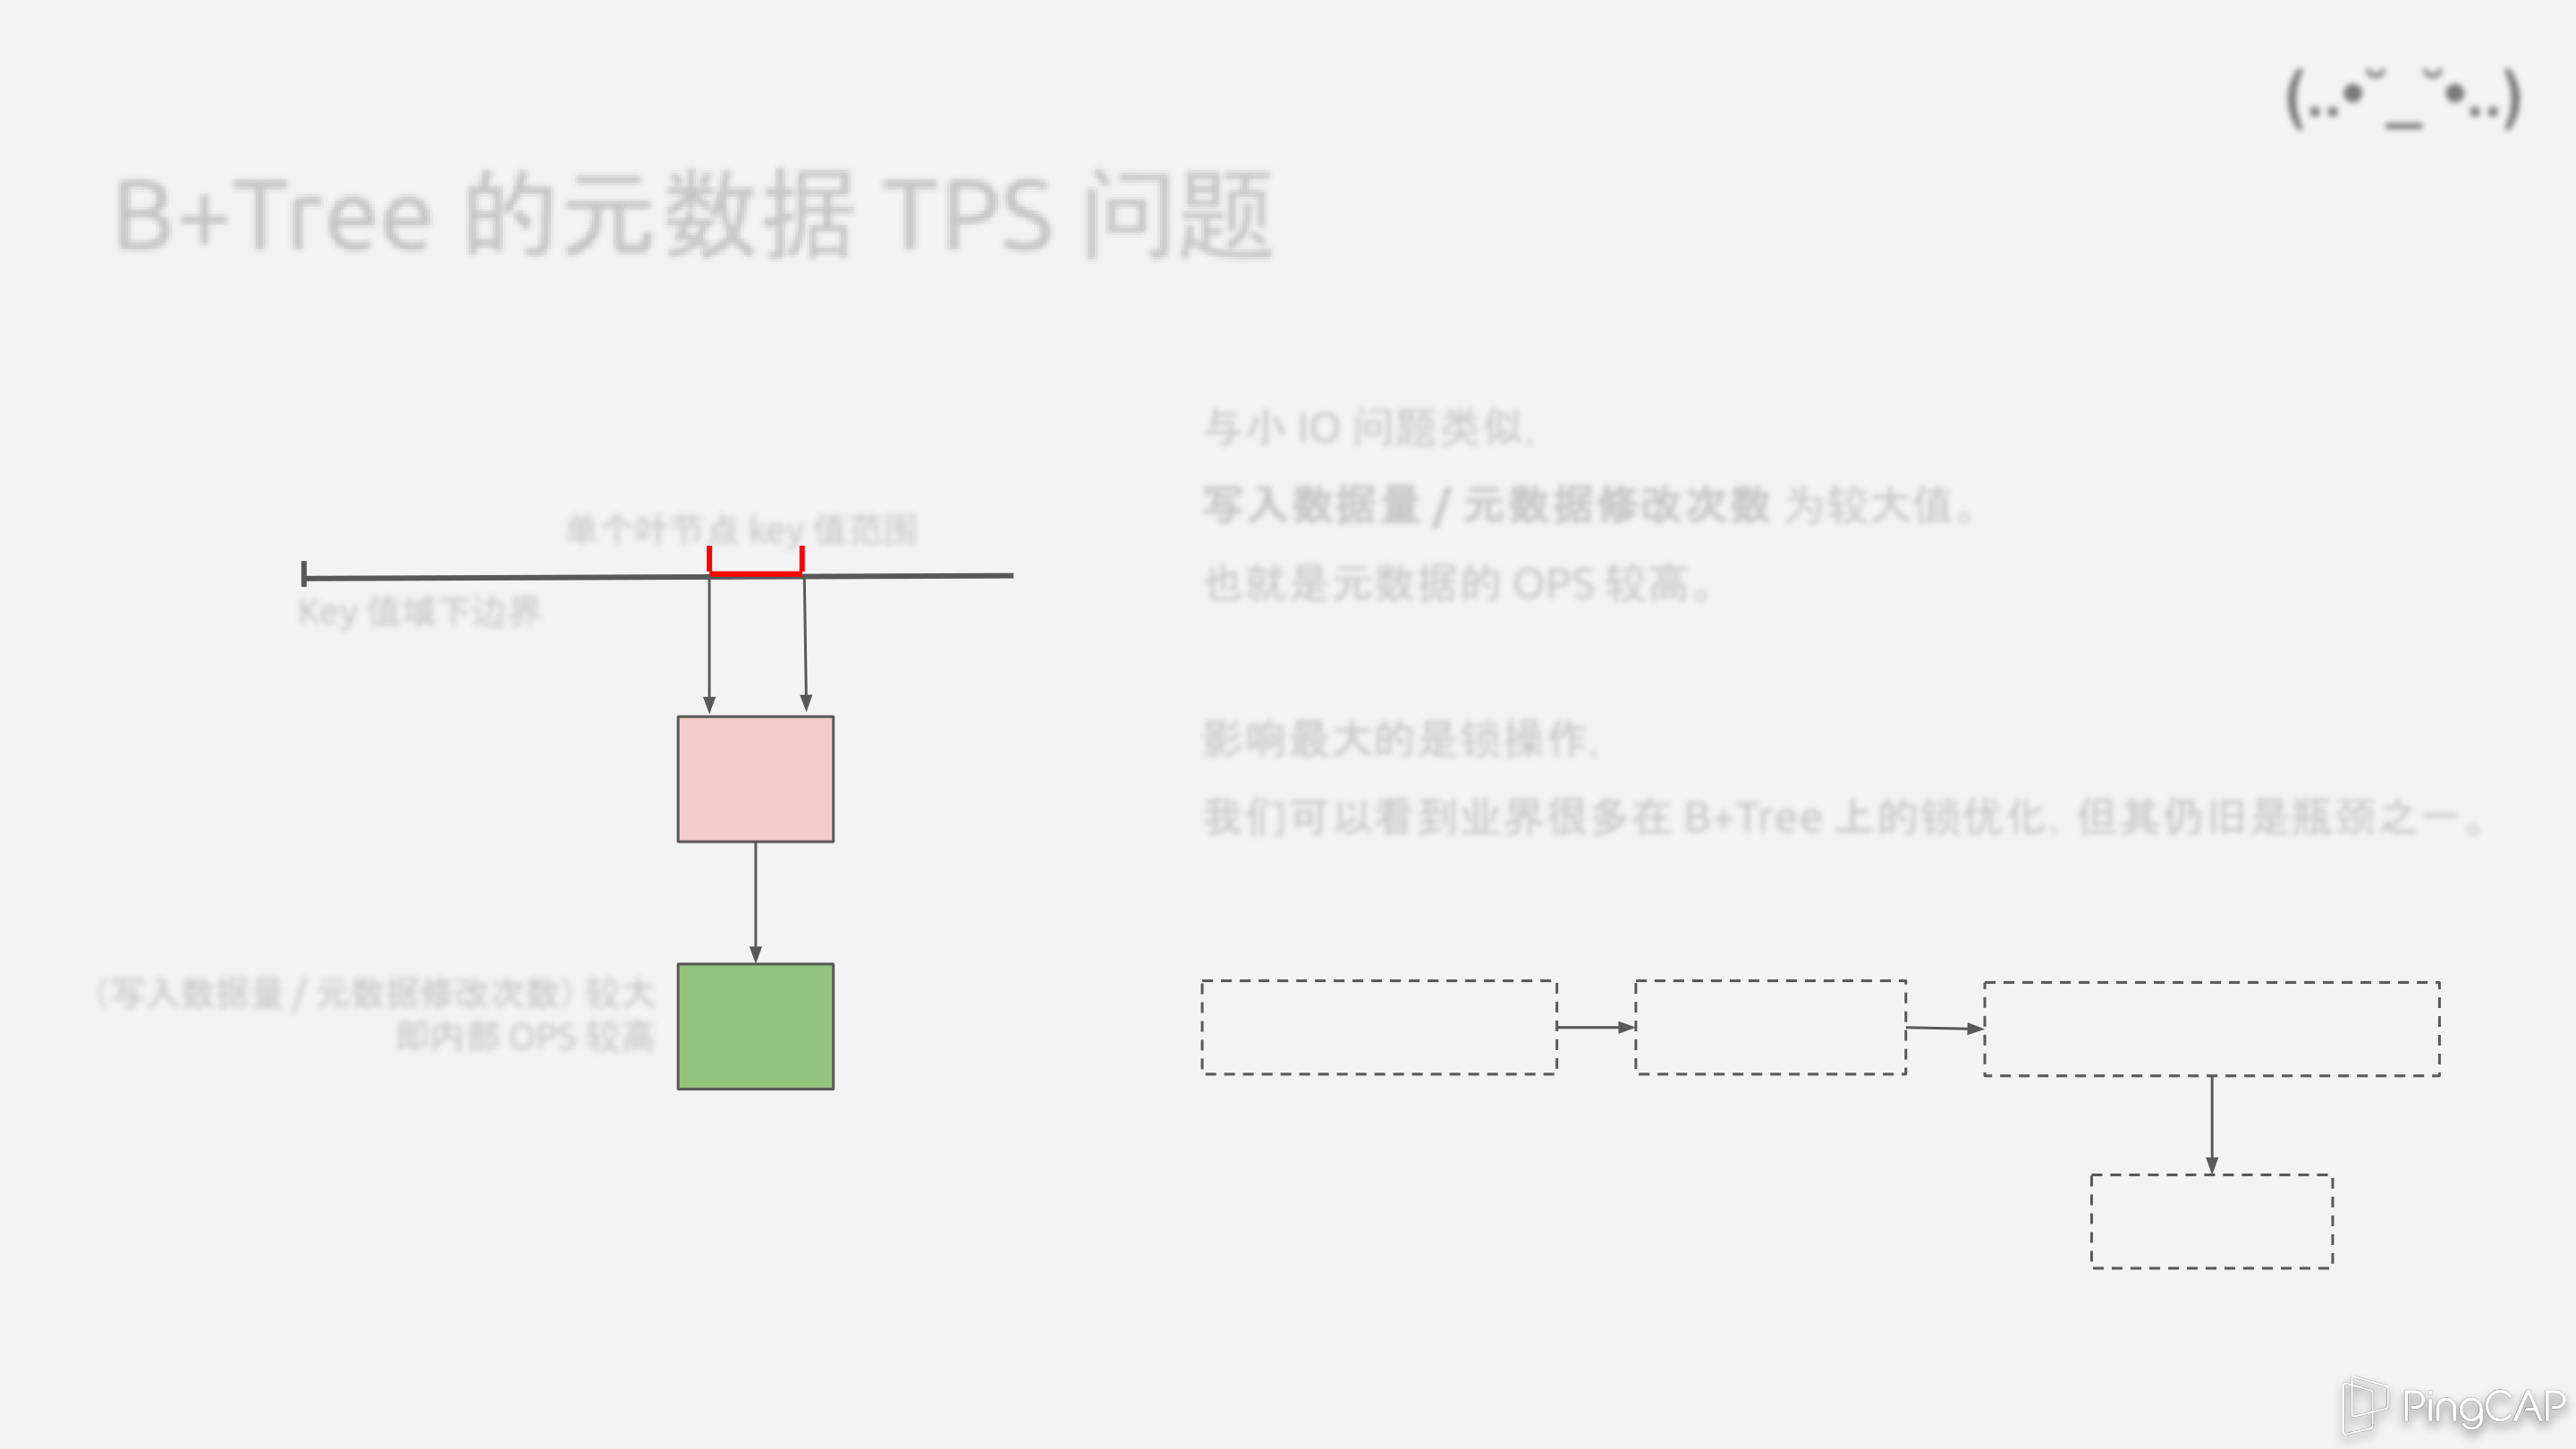 (..•˘_˘•..)
B+Tree 的元数据 TPS 问题
单个叶节点 key 值范围
Key 值域下边界
(写入数据量 / 元数据修改次数) 较大
即内部 OPS 较高
与小 IO 问题类似.
写入数据量 / 元数据修改次数 为较大值。
也就是元数据的 OPS 较高。
影响最大的是锁操作.
我们可以看到业界很多在 B+Tree 上的锁优化. 但其仍旧是瓶颈之一。
PingCAP